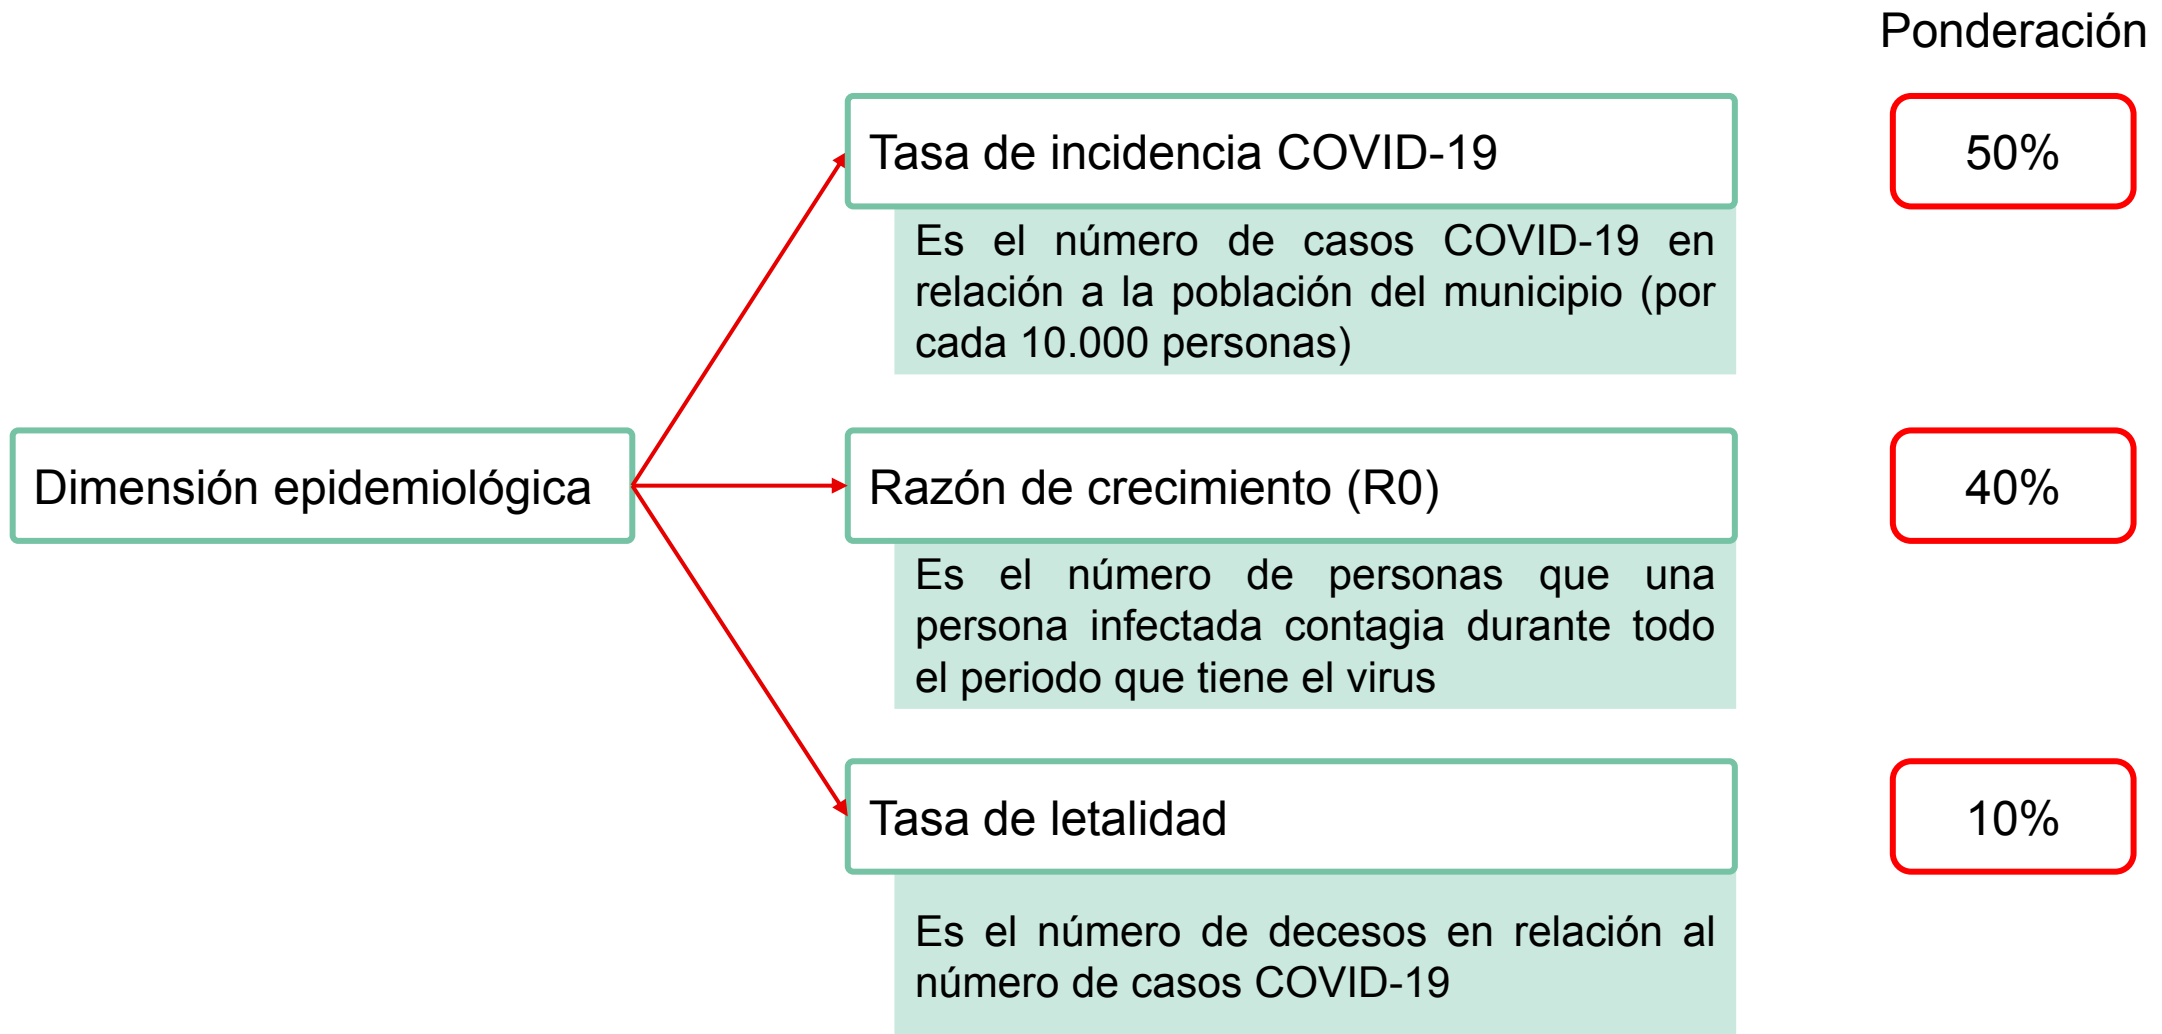 Ponderación
Tasa de incidencia COVID-19
50%
Es el número de casos COVID-19 en
relación a la población del municipio (por
cada 10.000 personas)
Dimensión epidemiológica
Razón de crecimiento (R0)
40%
Es el número de personas que una
persona infectada contagia durante todo
el periodo que tiene el virus
Tasa de letalidad
10%
Es el número de decesos en relación al
número de casos COVID-19